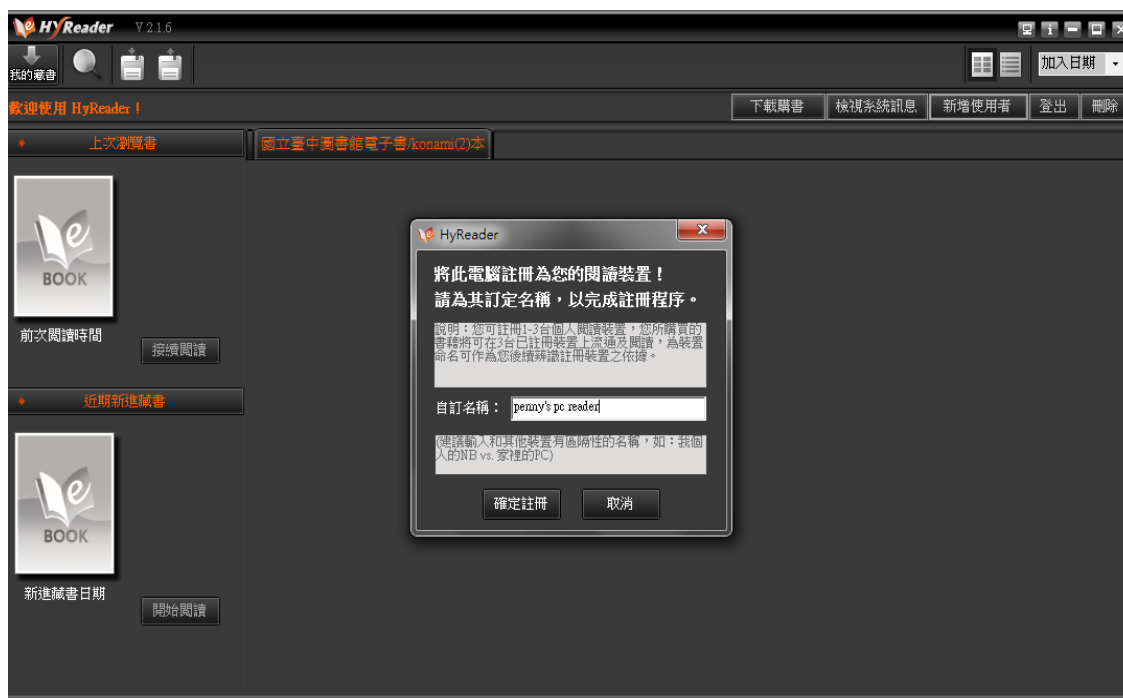 HyReader V 2.1.6
我的藏書
加入日期
歡迎使用 HyReader！
下載購書 檢視系統訊息 新增使用者 登出 刪除
上次瀏覽書
國立臺中圖書館電子書/konami(2)本
e
BOOK
前次閱讀時間
接續閱讀
近期新進藏書
e
BOOK
新進藏書日期
開始閱讀
HyReader
將此電腦註冊為您的閱讀裝置！
請為其訂定名稱，以完成註冊程序。
說明：您可註冊1-3台個人閱讀裝置，您所購買的
書籍將可在3台已註冊裝置上流通及閱讀，為裝置
命名可作為您後續辨識註冊裝置之依據。
自訂名稱： penny's pc reader
(建議輸入和其他裝置有區隔性的名稱，如：我個
人的NB vs. 家裡的PC)
確定註冊 取消